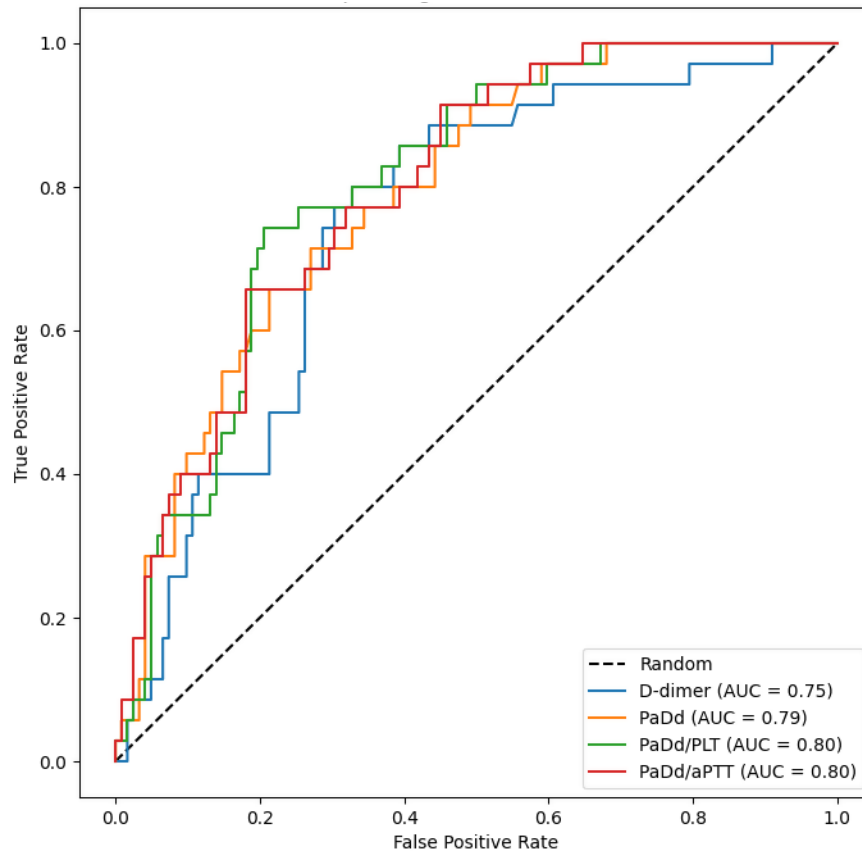 1.0
0.8
0.6
0.4
0.2
0.0
True Positive Rate
0.0 0.2 0.4 0.6 0.8 1.0
False Positive Rate
Random
D-dimer (AUC = 0.75)
PaDd (AUC = 0.79)
PaDd/PLT (AUC = 0.80)
PaDd/aPTT (AUC = 0.80)